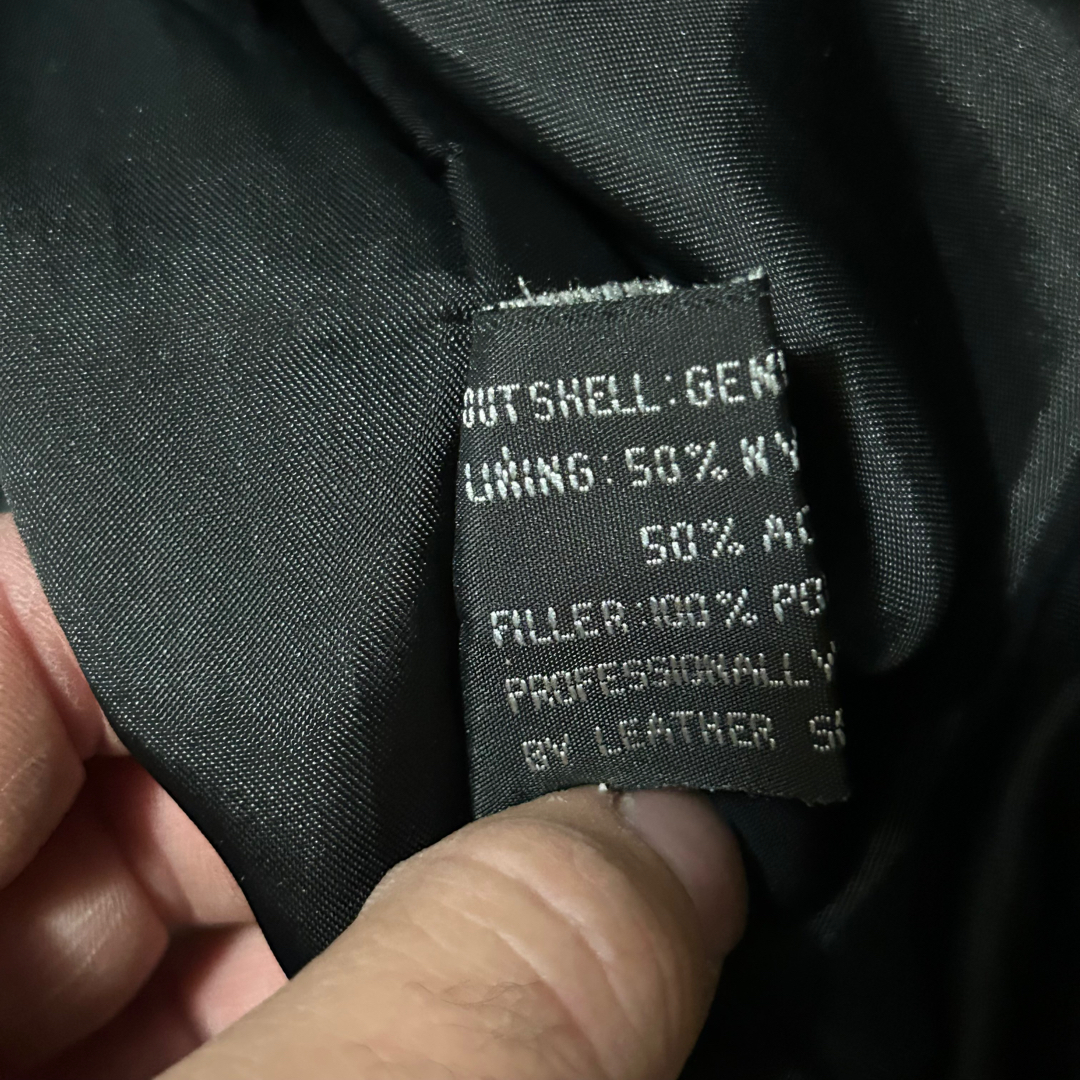 OUTSHELL:GEN
LINING:50% NY
50% AC
FILLER:100% PO
PROFESSIONALLY
BY LEATHER